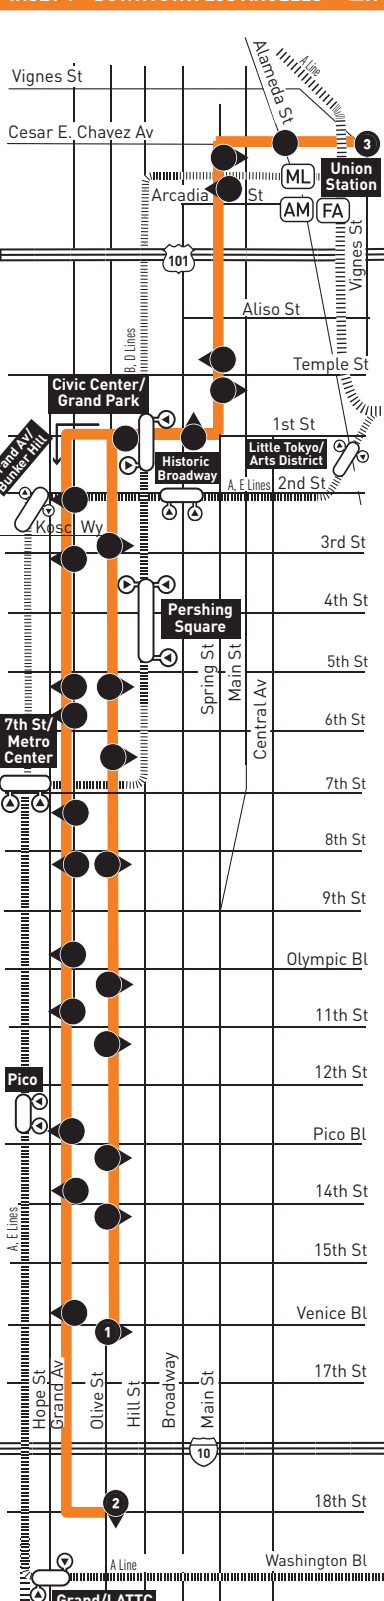 Vignes St
A Line
Alameda St
Cesar E. Chavez Av
3
Union
Station
ML
Arcadia St
AM FA
Vignes St
101
Aliso St
B, D Lines
Temple St
Civic Center/
Grand Park
1st St
Bunker Hill
Historic
Broadway
Little Tokyo/
Arts District
A, E Lines
2nd St
Kosc. Wy
3rd St
4th St
Pershing
Square
5th St
Spring St
Main St
Central Av
6th St
7th St/
Metro
Center
7th St
8th St
9th St
Olympic Bl
11th St
12th St
Pico
Pico Bl
14th St
A, E Lines
15th St
Venice Bl
1
17th St
Hope St
Grand Av
Olive St
Hill St
Broadway
Main St
10
2
18th St
A Line
Washington Bl